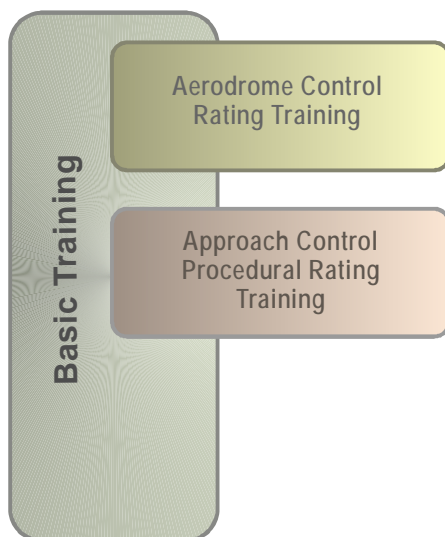 Basic Training
Aerodrome Control
Rating Training
Approach Control
Procedural Rating
Training